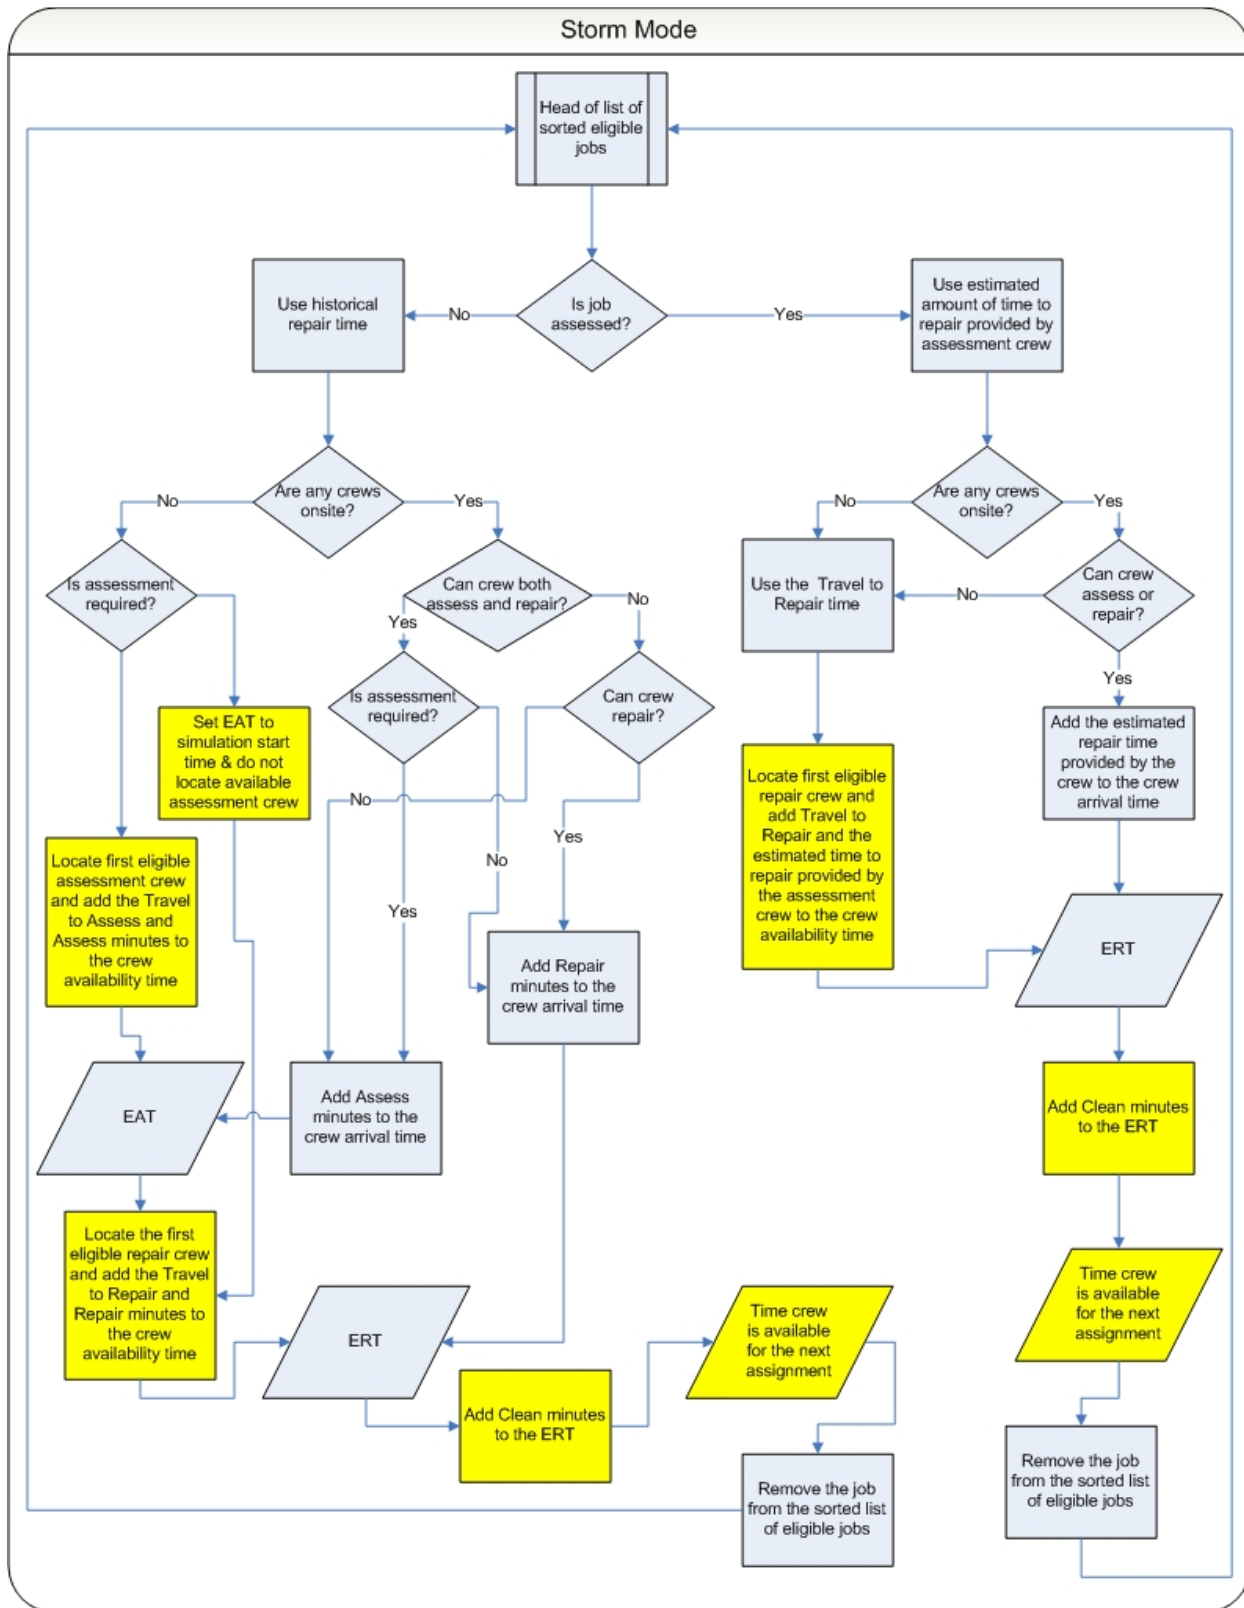 Storm Mode
Head of list of
sorted eligible
jobs
Use historical
repair time
No
Is job
assessed?
Yes
Use estimated
amount of time to
repair provided by
assessment crew
No
Are any crews
onsite?
Yes
No
Are any crews
onsite?
Yes
Is assessment
required?
Can crew both
assess and repair?
No
Yes
Use the Travel to
Repair time
No
Can crew
assess or
repair?
Yes
Set EAT to
simulation start
time & do not
locate available
assessment crew
Is assessment
required?
Can crew
repair?
No
Yes
No
Yes
Locate first eligible
repair crew and
add Travel to
Repair and the
estimated time to
repair provided by
the assessment
crew to the crew
availability time
Add the estimated
repair time
provided by the
crew to the crew
arrival time
Locate first eligible
assessment crew
and add the Travel
to Assess and
Assess minutes to
the crew
availability time
Add Repair
minutes to the
crew arrival time
ERT
EAT
Add Assess
minutes to the
crew arrival time
Add Clean minutes
to the ERT
Locate the first
eligible repair crew
and add the Travel
to Repair and
Repair minutes to
the crew
availability time
ERT
Add Clean minutes
to the ERT
Time crew
is available
for the next
assignment
Time crew
is available
for the next
assignment
Remove the job
from the sorted list
of eligible jobs
Remove the job
from the sorted list
of eligible jobs